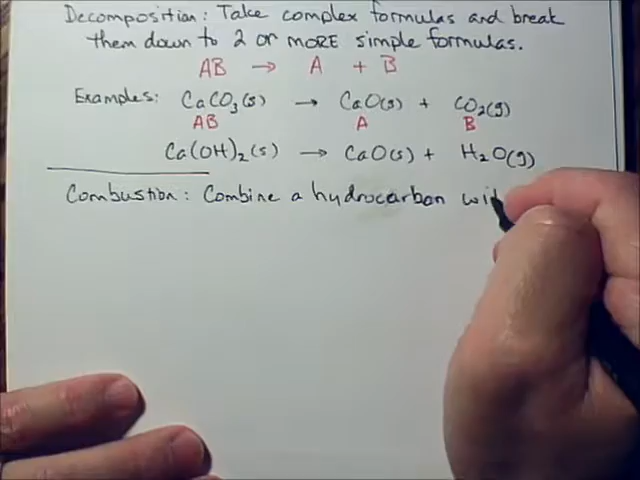 Decomposition: Take complex formulas and break
them down to 2 or more simple formulas.
AB → A + B
Examples: CaCO₃(s) → CaO(s) + CO₂(g)
AB A B
Ca(OH)₂(s) → CaO(s) + H₂O(g)
Combustion: Combine a hydrocarbon wit